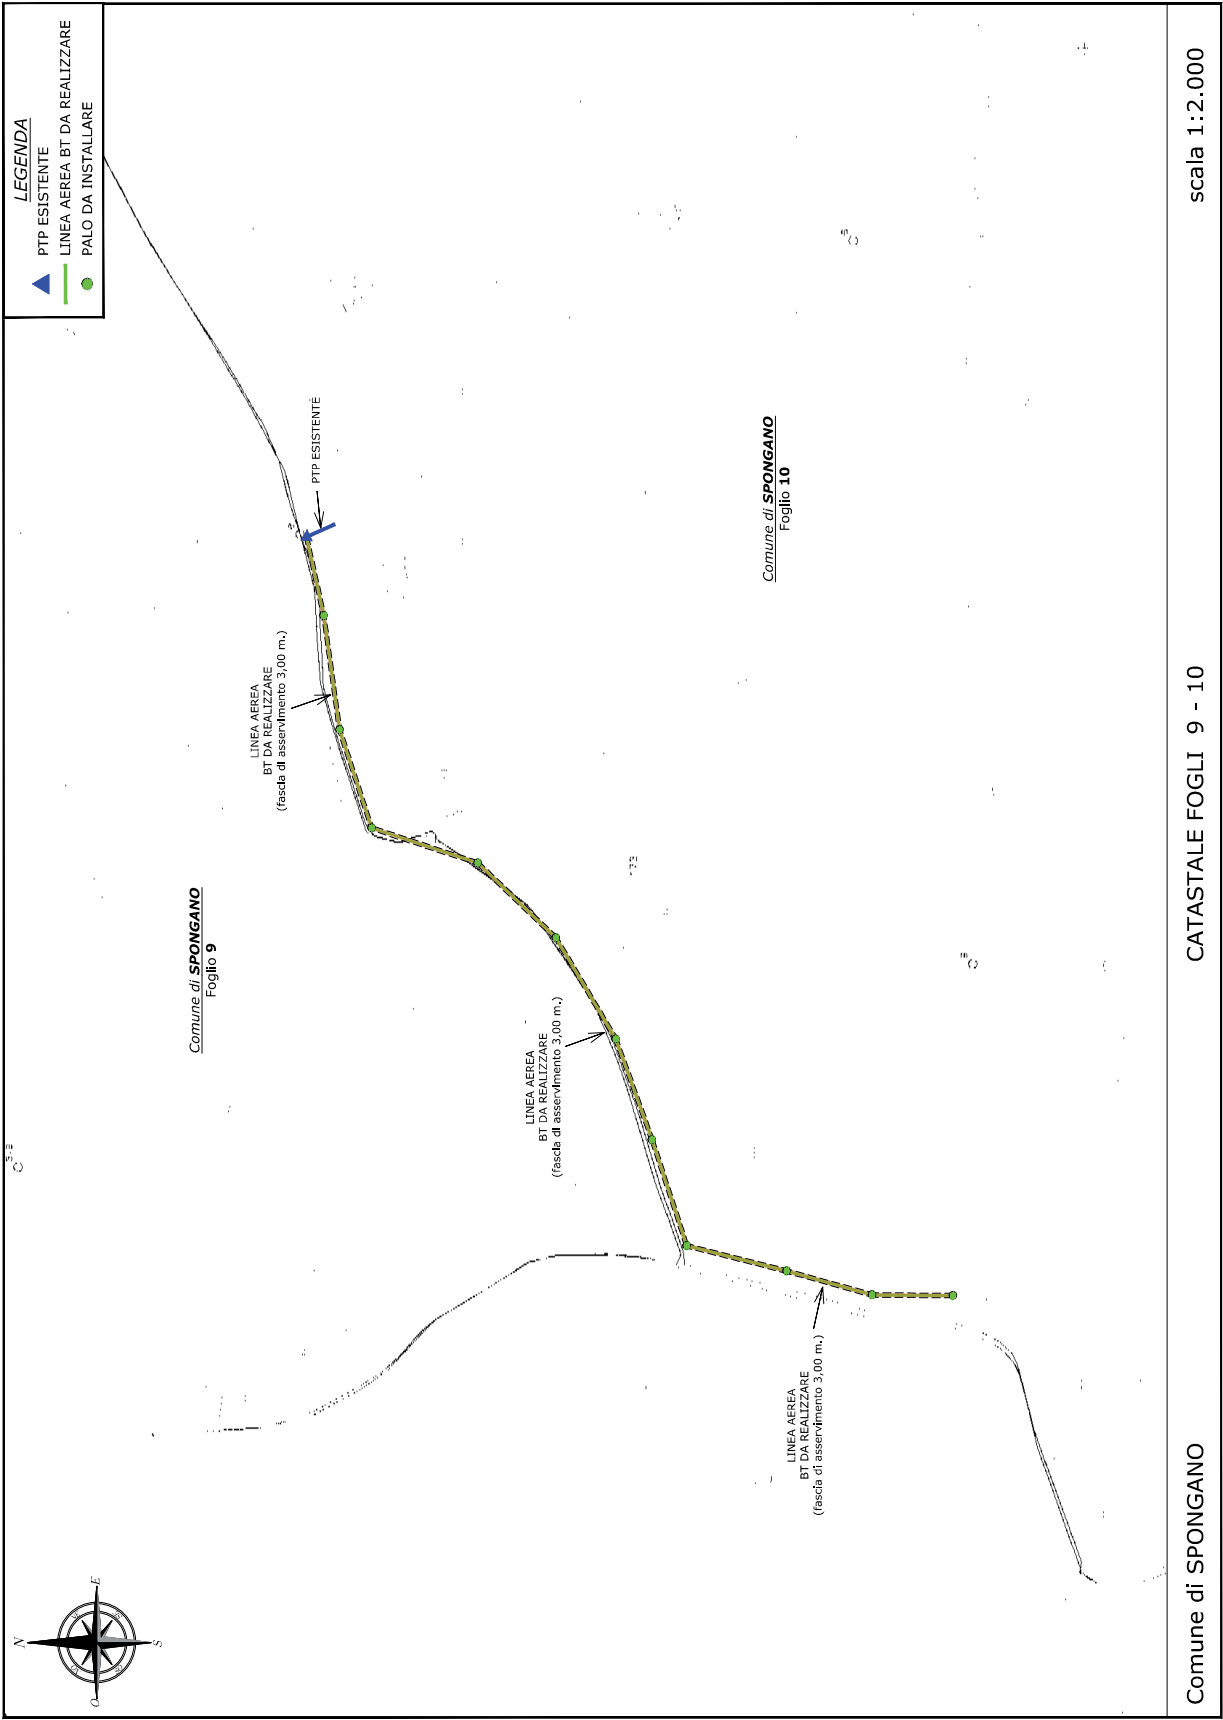 LEGENDA
PTP ESISTENTE
LINEA AEREA BT DA REALIZZARE
PALO DA INSTALLARE
N
E
S
O
PTP ESISTENTE
LINEA AEREA
BT DA REALIZZARE
(fascia di asservimento 3,00 m.)
Comune di SPONGANO
Foglio 9
Comune di SPONGANO
Foglio 10
LINEA AEREA
BT DA REALIZZARE
(fascia di asservimento 3,00 m.)
LINEA AEREA
BT DA REALIZZARE
(fascia di asservimento 3,00 m.)
Comune di SPONGANO
CATASTALE FOGLI 9 - 10
scala 1:2.000